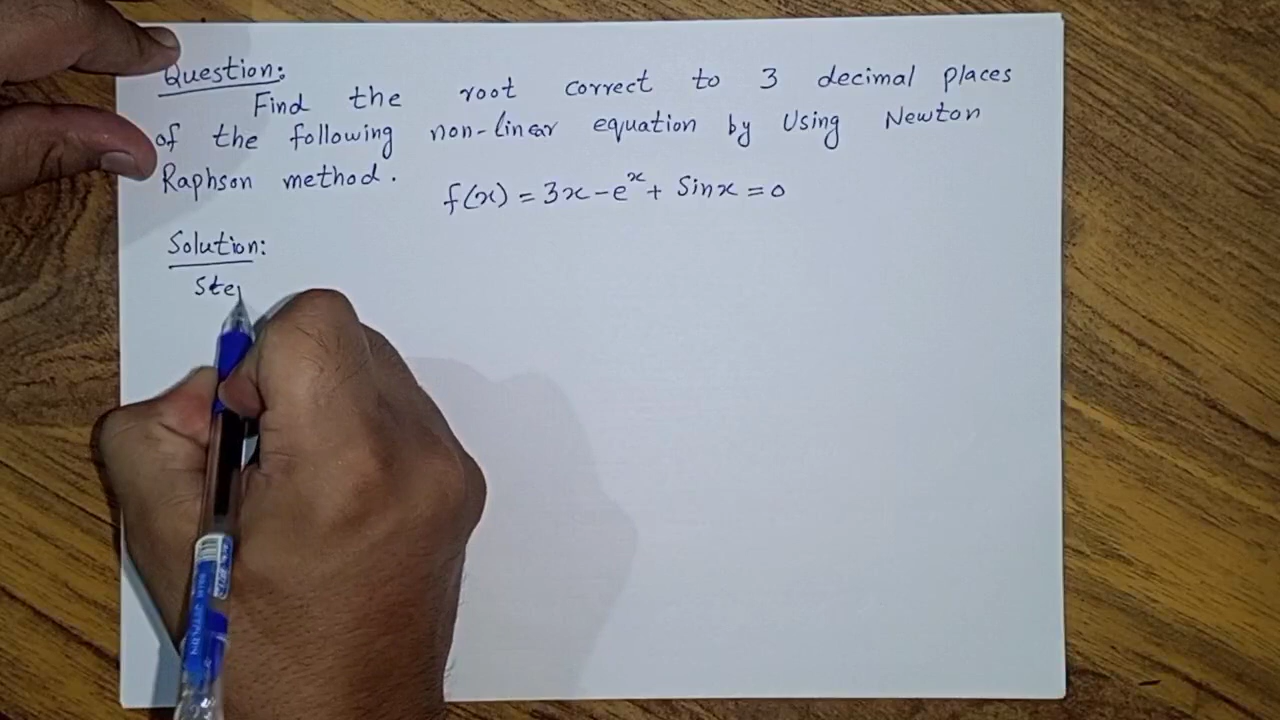 Question:
Find the root correct to 3 decimal places
of the following non-linear equation by Using Newton
Raphson method.
f(x) = 3x - e^x + Sinx = 0
Solution:
Ste